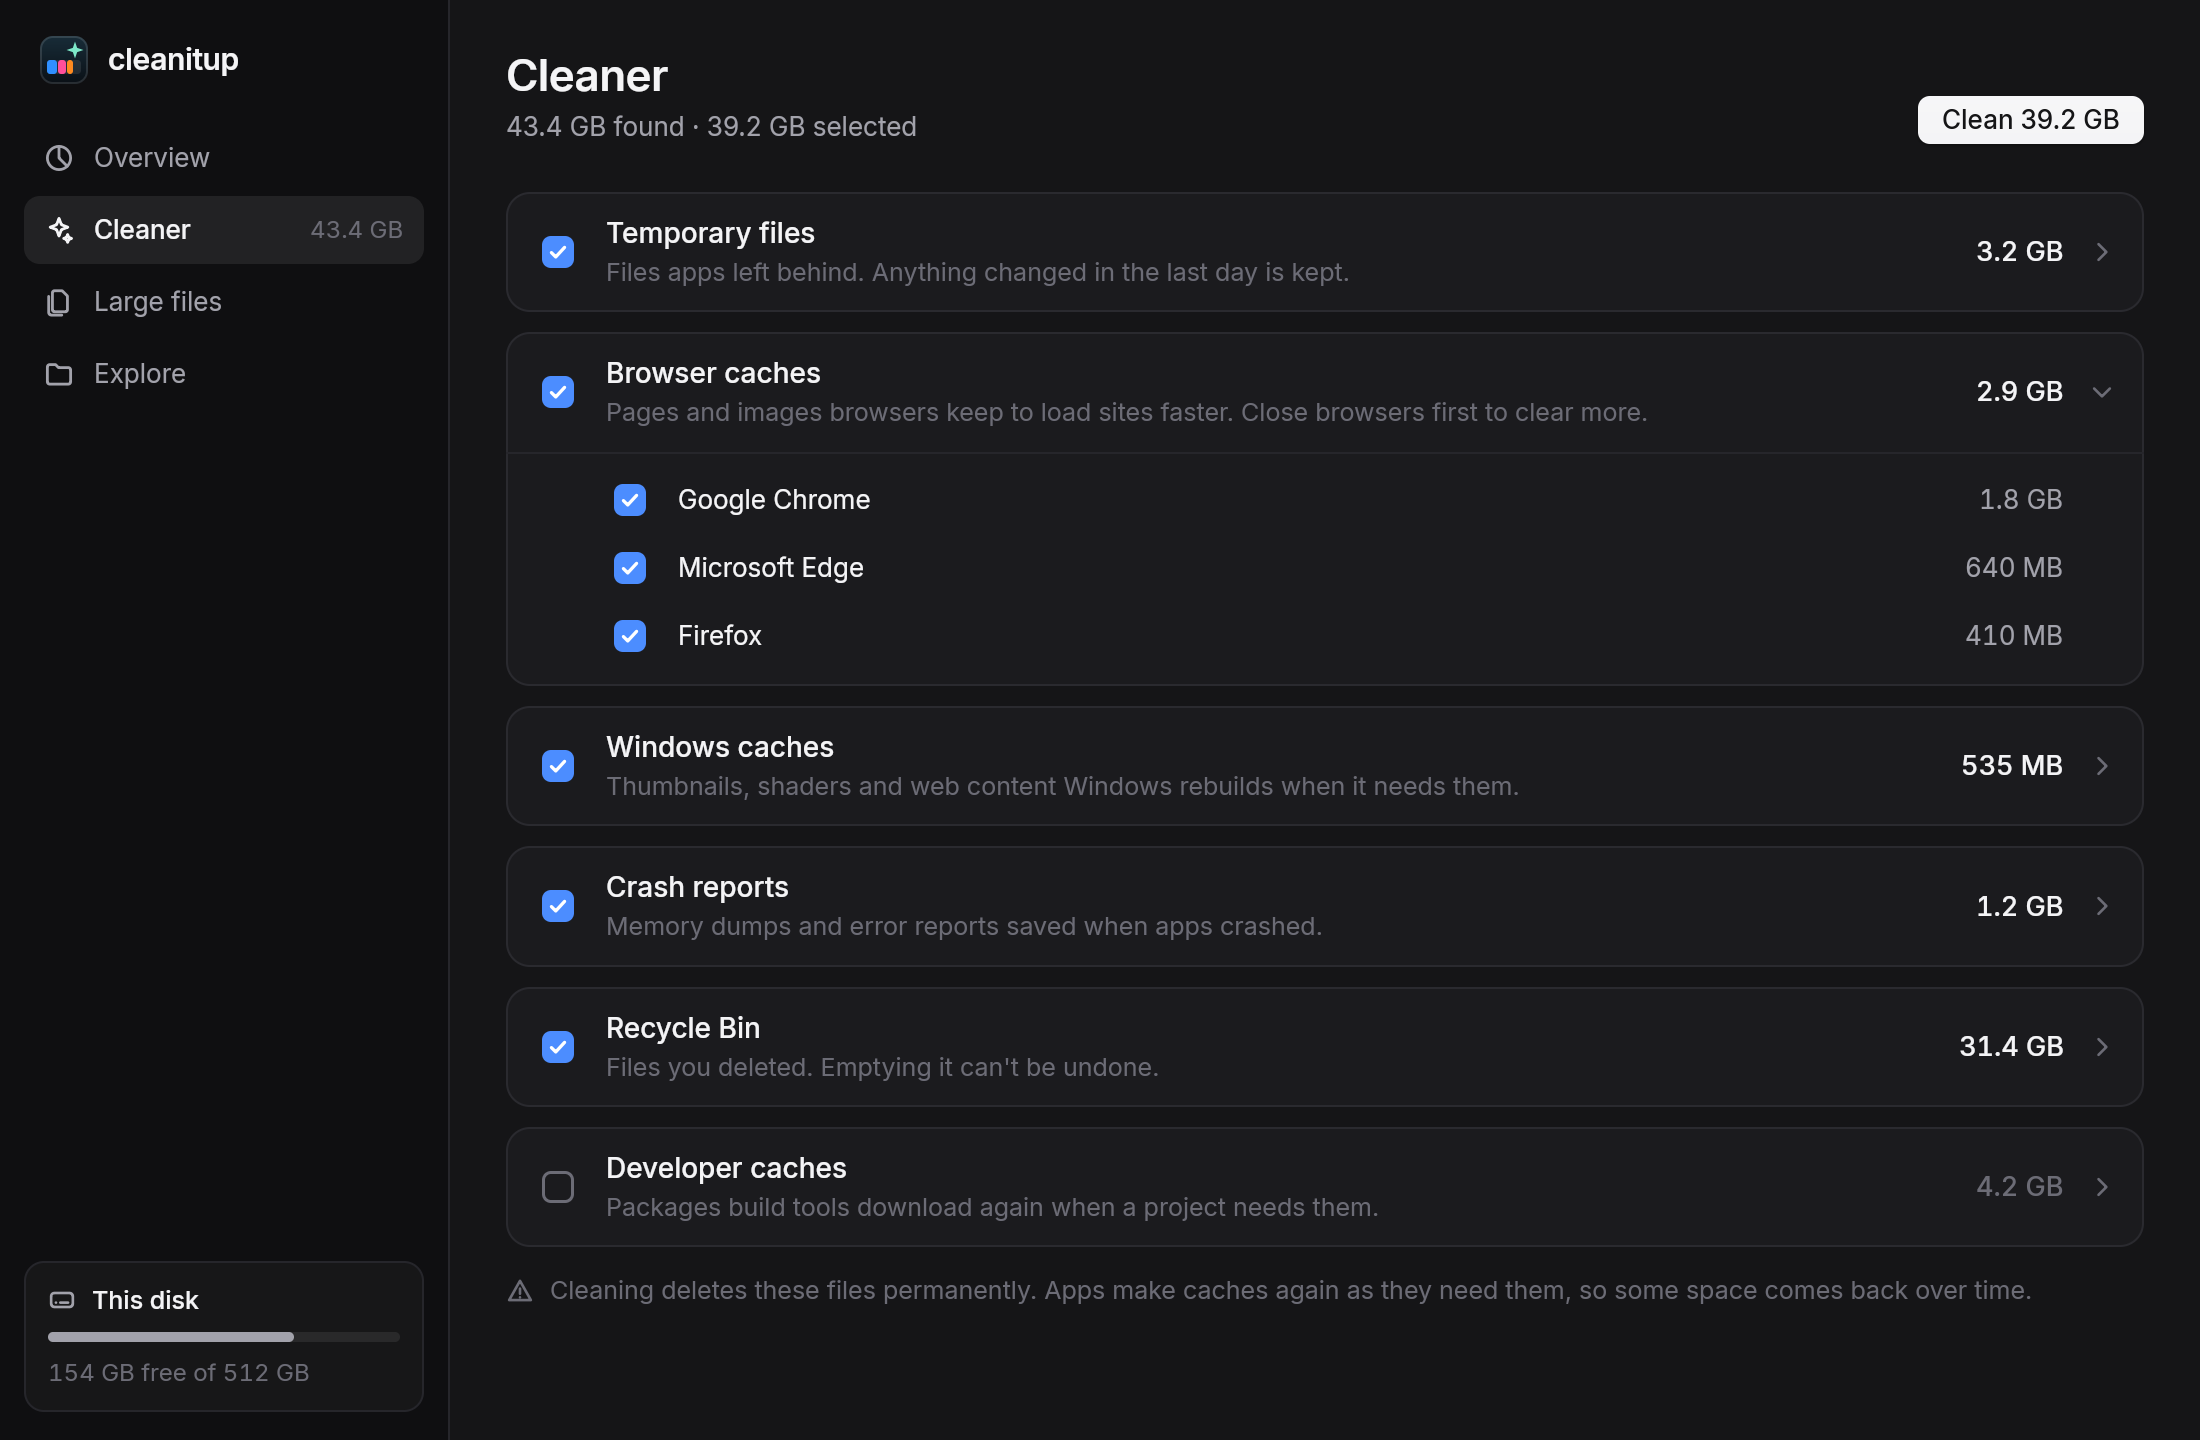 cleanitup
Overview
Cleaner 43.4 GB
Large files
Explore
This disk
154 GB free of 512 GB
Cleaner
43.4 GB found · 39.2 GB selected
Clean 39.2 GB
Temporary files
Files apps left behind. Anything changed in the last day is kept.
3.2 GB
Browser caches
Pages and images browsers keep to load sites faster. Close browsers first to clear more.
2.9 GB
Google Chrome 1.8 GB
Microsoft Edge 640 MB
Firefox 410 MB
Windows caches
Thumbnails, shaders and web content Windows rebuilds when it needs them.
535 MB
Crash reports
Memory dumps and error reports saved when apps crashed.
1.2 GB
Recycle Bin
Files you deleted. Emptying it can't be undone.
31.4 GB
Developer caches
Packages build tools download again when a project needs them.
4.2 GB
Cleaning deletes these files permanently. Apps make caches again as they need them, so some space comes back over time.